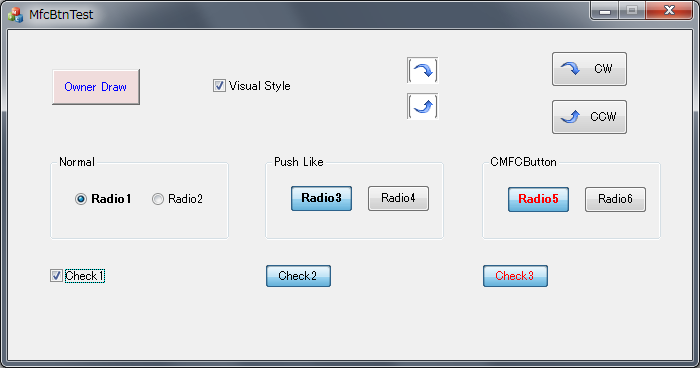 MfcBtnTest
Owner Draw
Visual Style
CW
CCW
Normal
Push Like
CMFCButton
Radio1
Radio2
Radio3
Radio4
Radio5
Radio6
Check1
Check2
Check3